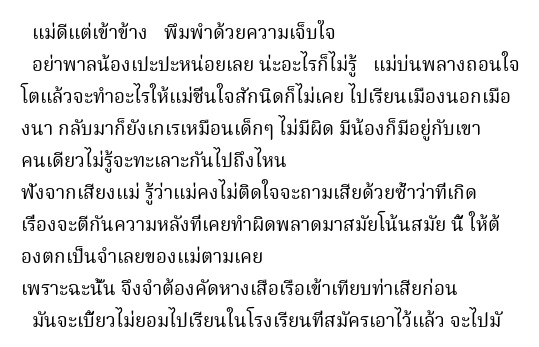 แม่ดีแต่เข้าข้าง พึมพำด้วยความเจ็บใจ
อย่าพาลน้องเปะปะหน่อยเลย น่ะอะไรก็ไม่รู้ แม่บ่นพลางถอนใจ
โตแล้วจะทำอะไรให้แม่ชื่นใจสักนิดก็ไม่เคย ไปเรียนเมืองนอกเมือ
งนา กลับมาก็ยังเกเรเหมือนเด็กๆ ไม่มีผิด มีน้องก็มีอยู่กับเขา
คนเดียวไม่รู้จะทะเลาะกันไปถึงไหน
ฟังจากเสียงแม่ รู้ว่าแม่คงไม่ติดใจจะถามเสียด้วยซ้ำว่าที่เกิด
เรื่องจะตีกันความหลังที่เคยทำผิดพลาดมาสมัยโน้นสมัย นี้ ให้ต้
องตกเป็นจำเลยของแม่ตามเคย
เพราะฉะนั้น จึงจำต้องคัดหางเสือเรือเข้าเทียบท่าเสียก่อน
มันจะเบี้ยวไม่ยอมไปเรียนในโรงเรียนที่สมัครเอาไว้แล้ว จะไปมั